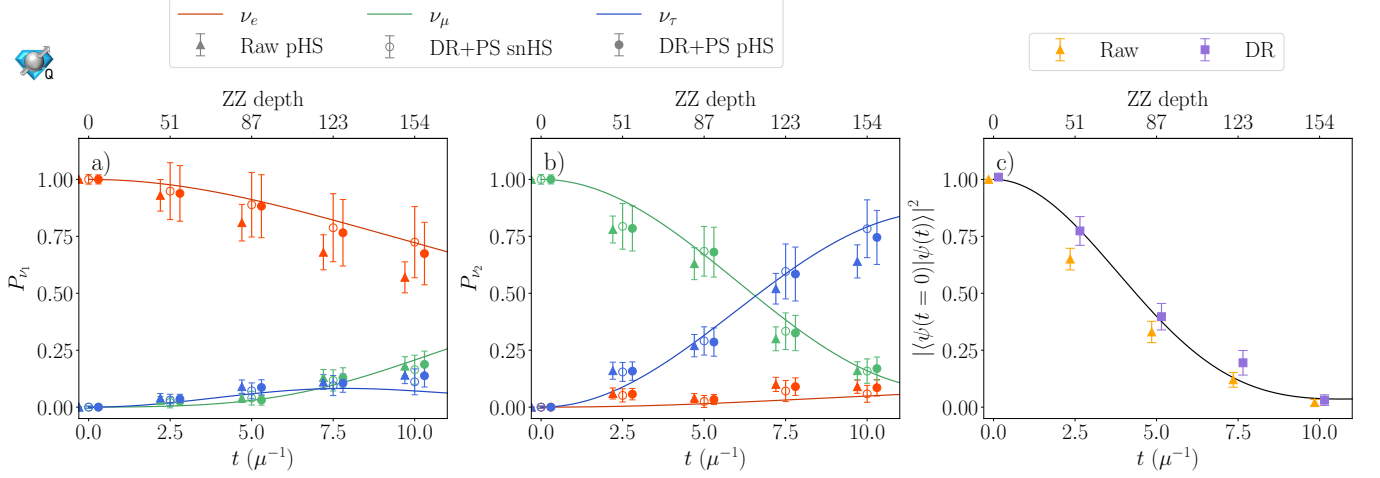 ν_e ν_μ ν_τ
Raw pHS DR+PS snHS DR+PS pHS
Raw DR
Q
ZZ depth ZZ depth ZZ depth
0 51 87 123 154 0 51 87 123 154 0 51 87 123 154
a) b) c)
1.00 1.00 1.00
0.75 0.75 0.75
0.50 0.50 0.50
0.25 0.25 0.25
0.00 0.00 0.00
P_{ν_1} P_{ν_2} |⟨ψ(t = 0)|ψ(t)⟩|^2
0.0 2.5 5.0 7.5 10.0 0.0 2.5 5.0 7.5 10.0 0.0 2.5 5.0 7.5 10.0
t (μ^{-1}) t (μ^{-1}) t (μ^{-1})